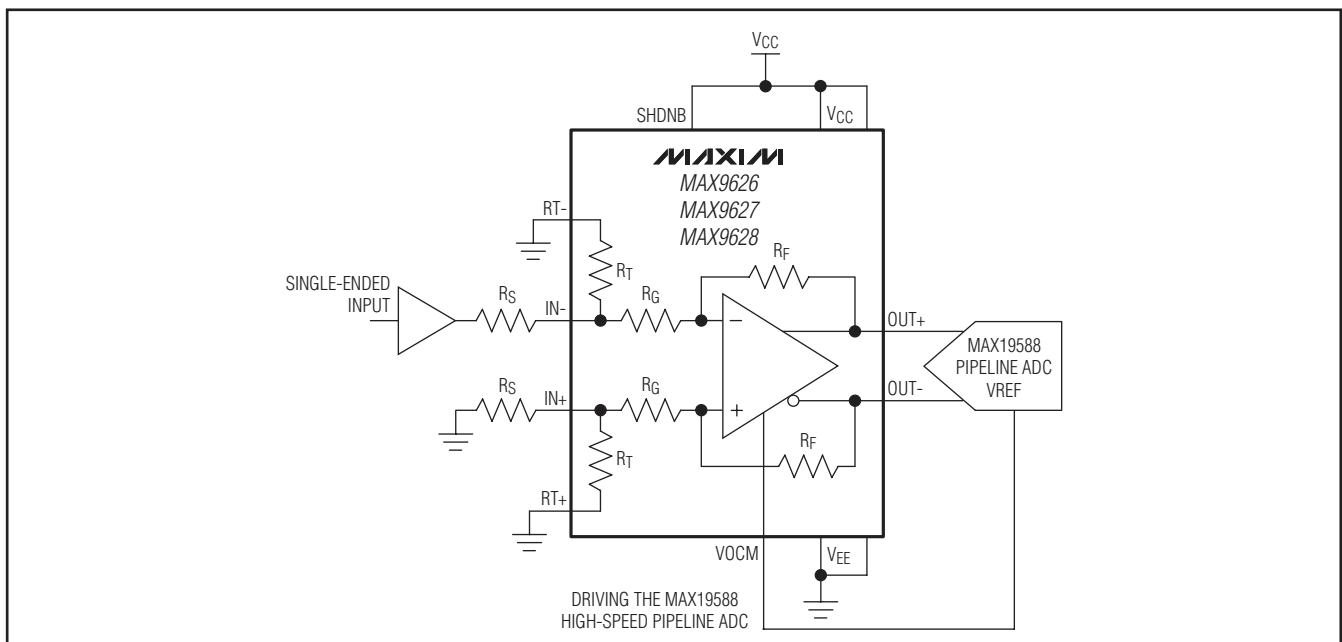 VCC
SHDNB
VCC
MAXIM
MAX9626
MAX9627
MAX9628
RT-
RT
RF
SINGLE-ENDED
INPUT
RS
IN-
RG
−
OUT+
MAX19588
PIPELINE ADC
VREF
OUT-
RS
IN+
RG
+
RT
RF
RT+
VOCM
VEE
DRIVING THE MAX19588
HIGH-SPEED PIPELINE ADC